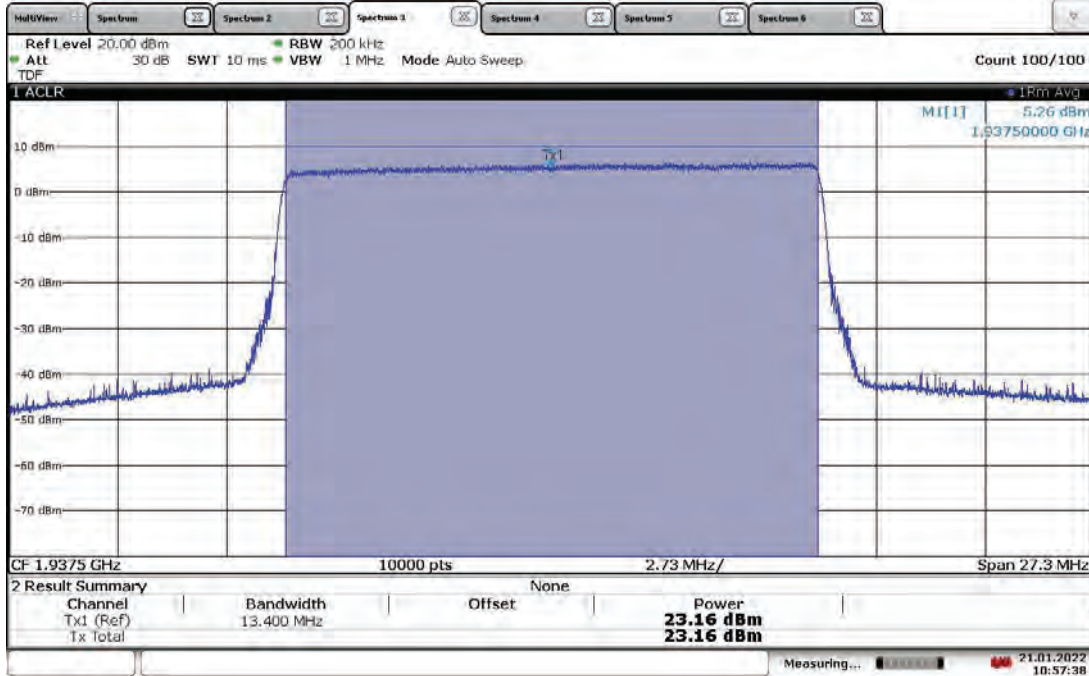 MultiView Spectrum Spectrum 2 Spectrum 3 Spectrum 4 Spectrum 5 Spectrum 6
Ref Level 20.00 dBm RBW 200 kHz
Att 30 dB SWT 10 ms VBW 1 MHz Mode Auto Sweep Count 100/100
TDF
1 ACLR 1Rm Avg
M1[1] 5.26 dBm
1.93750000 GHz
10 dBm
Tx1
0 dBm
-10 dBm
-20 dBm
-30 dBm
-40 dBm
-50 dBm
-60 dBm
-70 dBm
CF 1.9375 GHz 10000 pts 2.73 MHz/ Span 27.3 MHz
2 Result Summary None
Channel Bandwidth Offset Power
Tx1 (Ref) 13.400 MHz 23.16 dBm
Tx Total 23.16 dBm
Measuring... 21.01.2022
10:57:38